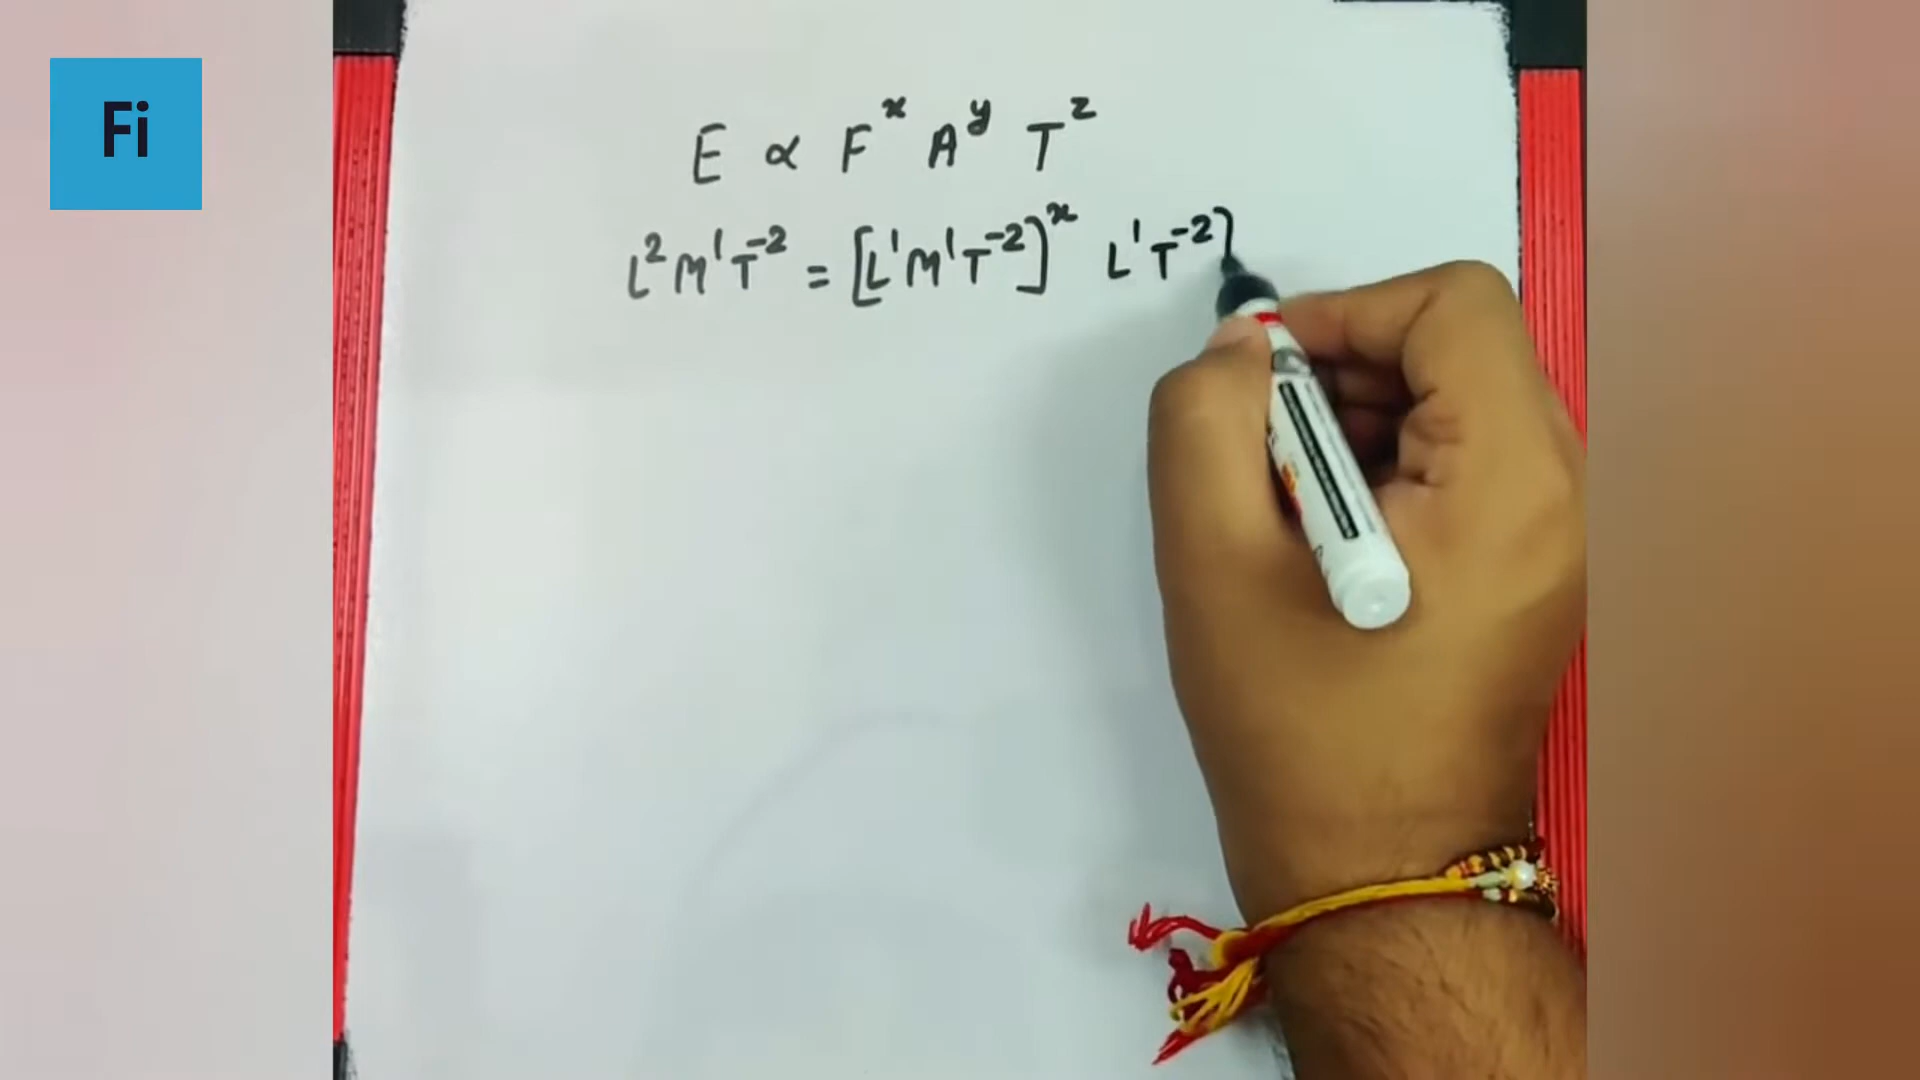 Fi
E ∝ F^x A^y T^z
L^2 M^1 T^-2 = [L^1 M^1 T^-2]^x L^1 T^-2]